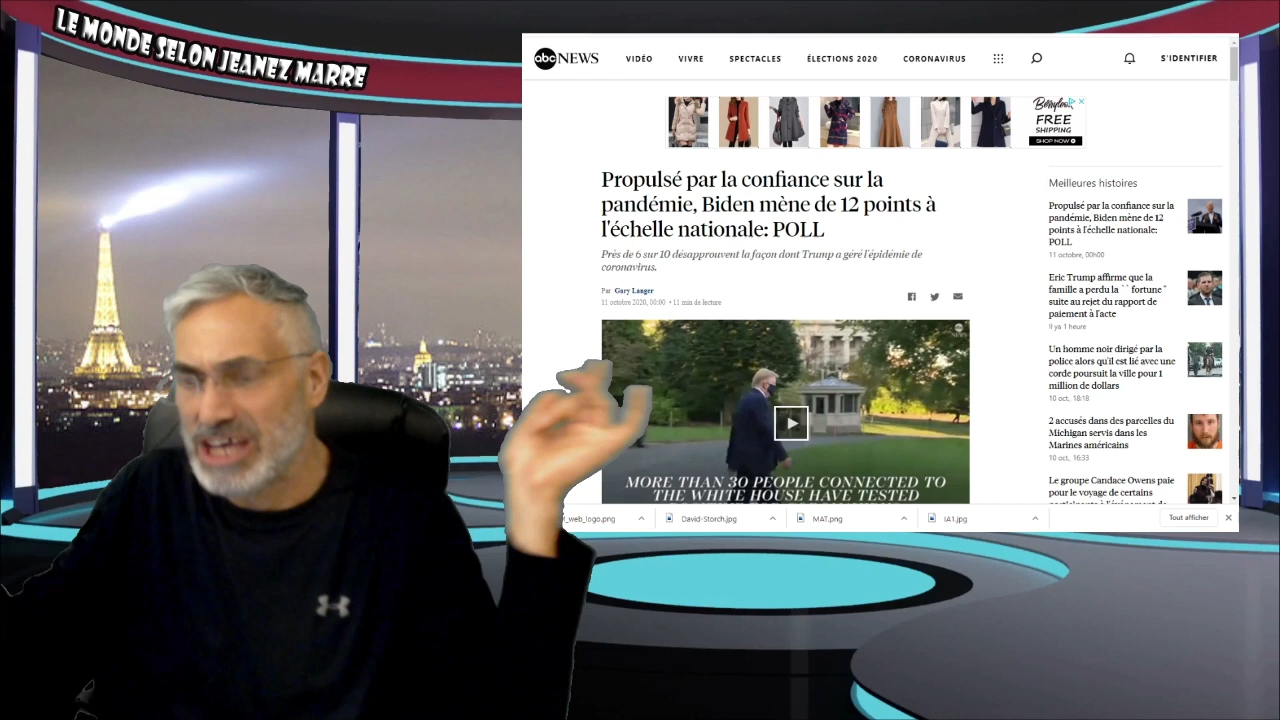 LE MONDE SELON JEANEZ MARRE
abc NEWS
VIDÉO
VIVRE
SPECTACLES
ÉLECTIONS 2020
CORONAVIRUS
S'IDENTIFIER
FREE
SHIPPING
SHOP NOW
Propulsé par la confiance sur la
pandémie, Biden mène de 12 points à
l'échelle nationale: POLL
Près de 6 sur 10 désapprouvent la façon dont Trump a géré l'épidémie de
coronavirus.
Par Gary Langer
11 octobre 2020, 00:00 • 11 min de lecture
abc NEWS
MORE THAN 30 PEOPLE CONNECTED TO
THE WHITE HOUSE HAVE TESTED
Meilleures histoires
Propulsé par la confiance sur la
pandémie, Biden mène de 12
points à l'échelle nationale:
POLL
11 octobre, 00h00
Eric Trump affirme que la
famille a perdu la ``fortune''
suite au rejet du rapport de
paiement à l'acte
Il ya 1 heure
Un homme noir dirigé par la
police alors qu'il est lié avec une
corde poursuit la ville pour 1
million de dollars
10 oct, 18:18
2 accusés dans des parcelles du
Michigan servis dans les
Marines américains
10 oct, 16:33
Le groupe Candace Owens paie
pour le voyage de certains
_web_logo.png
David-Storch.jpg
MAT.png
IA1.jpg
Tout afficher